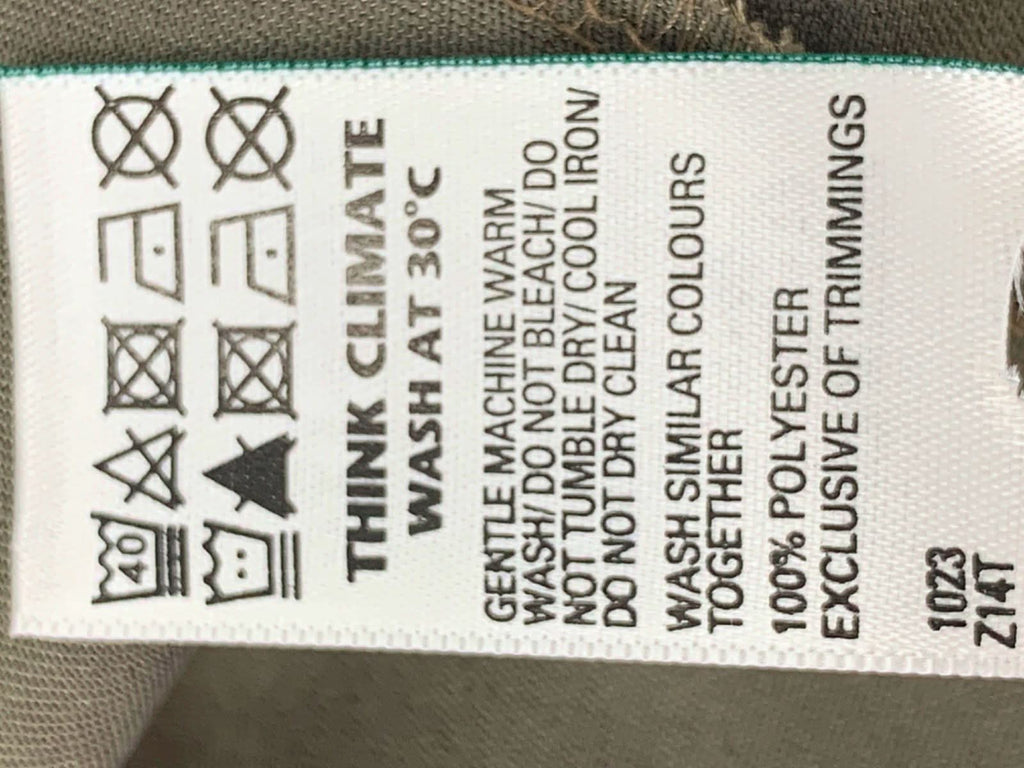 40
THINK CLIMATE
WASH AT 30°C
GENTLE MACHINE WARM
WASH/ DO NOT BLEACH/ DO
NOT TUMBLE DRY/ COOL IRON/
DO NOT DRY CLEAN
WASH SIMILAR COLOURS
TOGETHER
100% POLYESTER
EXCLUSIVE OF TRIMMINGS
1023
Z14T